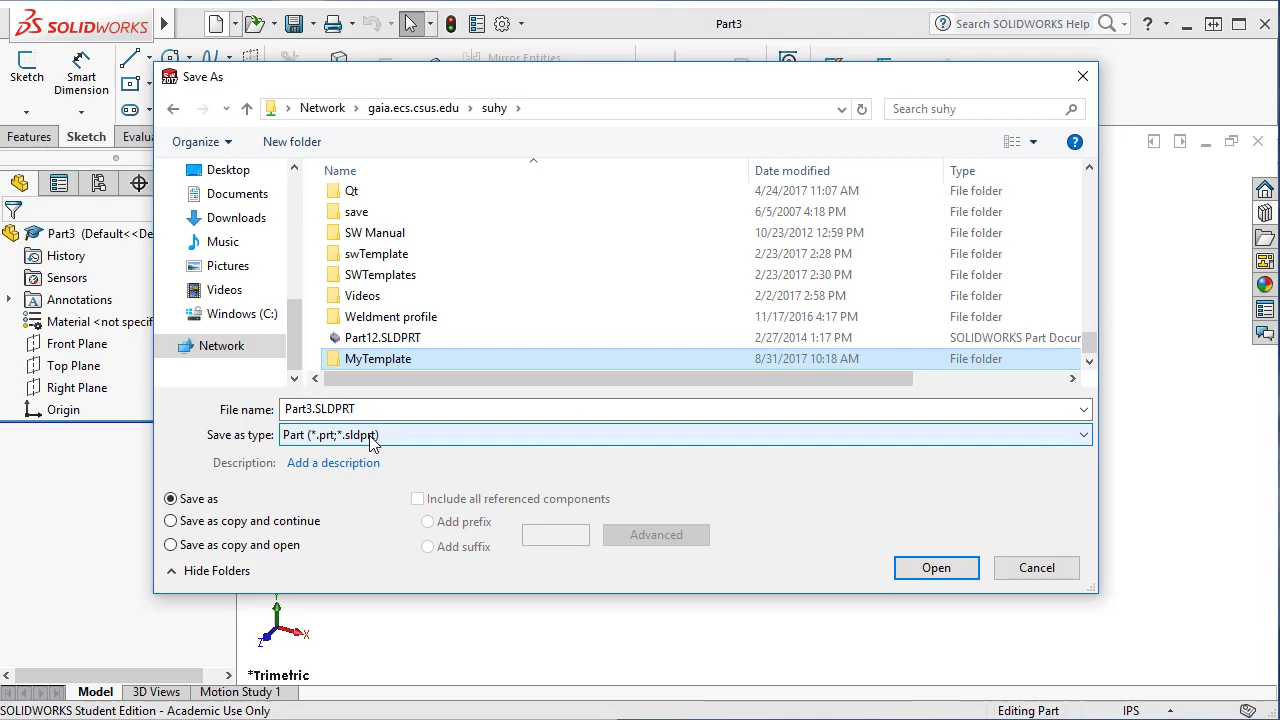 SOLIDWORKS
Part3
Search SOLIDWORKS Help
?
Sketch
Smart
Dimension
Mirror Entities
Features
Sketch
Evalua
Save As
Network
gaia.ecs.csus.edu
suhy
Search suhy
Organize
New folder
?
Desktop
Documents
Downloads
Music
Pictures
Videos
Windows (C:)
Network
Name Date modified Type
Qt 4/24/2017 11:07 AM File folder
save 6/5/2007 4:18 PM File folder
SW Manual 10/23/2012 12:59 PM File folder
swTemplate 2/23/2017 2:28 PM File folder
SWTemplates 2/23/2017 2:30 PM File folder
Videos 2/2/2017 2:58 PM File folder
Weldment profile 11/17/2016 4:17 PM File folder
Part12.SLDPRT 2/27/2014 1:17 PM SOLIDWORKS Part Docur
MyTemplate 8/31/2017 10:18 AM File folder
File name: Part3.SLDPRT
Save as type: Part (*.prt;*.sldprt)
Description: Add a description
Save as
Save as copy and continue
Save as copy and open
Include all referenced components
Add prefix
Add suffix
Advanced
Hide Folders
Open
Cancel
Part3 (Default<<De
History
Sensors
Annotations
Material <not specif
Front Plane
Top Plane
Right Plane
Origin
Y
X
Z
*Trimetric
Model
3D Views
Motion Study 1
SOLIDWORKS Student Edition - Academic Use Only
Editing Part
IPS